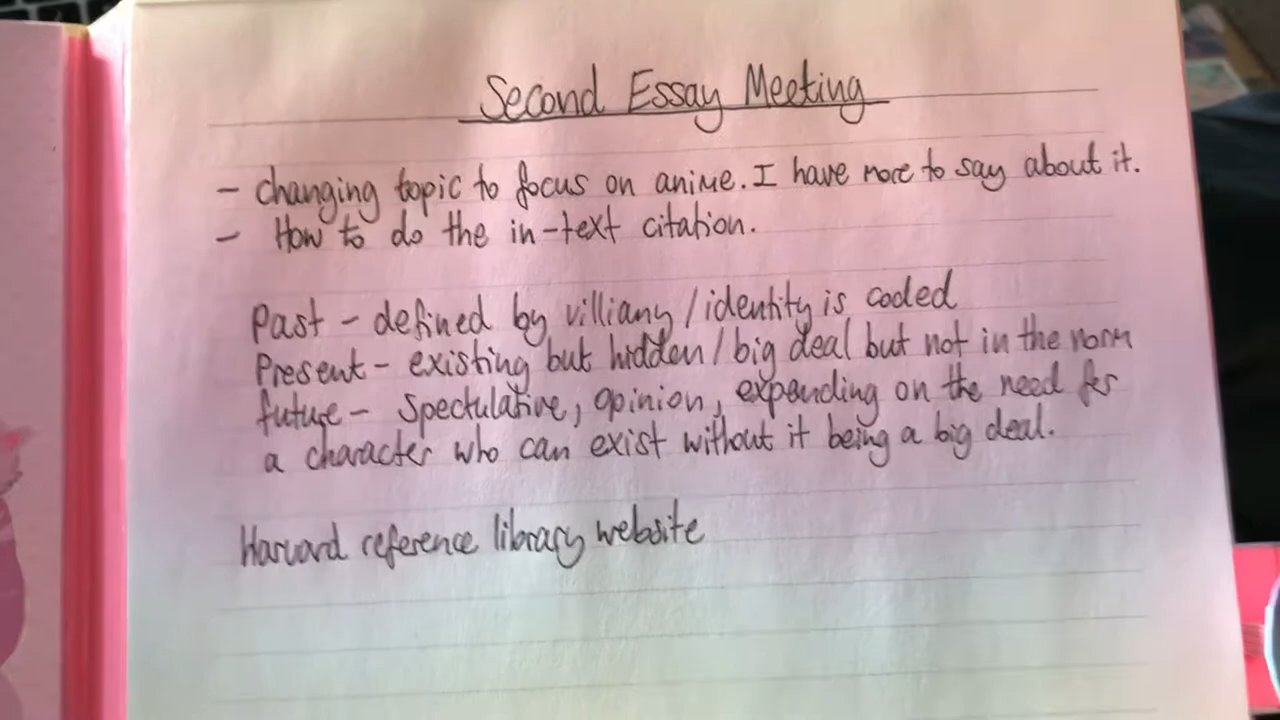 Second Essay Meeting
- changing topic to focus on anime. I have more to say about it.
- How to do the in-text citation.
Past - defined by villiany / identity is coded
Present - existing but hidden / big deal but not in the norm
future - Spectulative, opinion, expanding on the need for
a character who can exist without it being a big deal.
Harvard reference library website